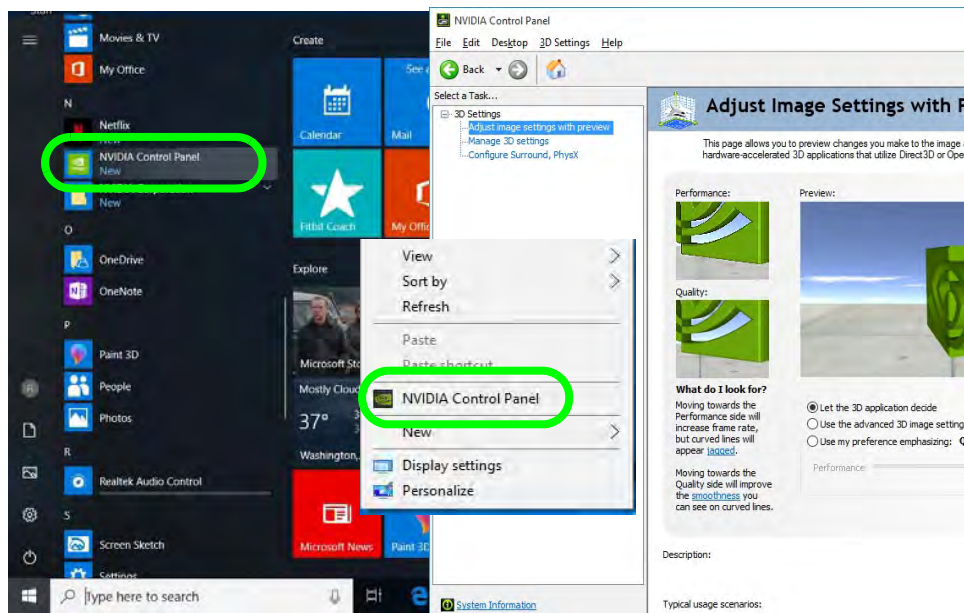 Movies & TV
My Office
N
Netflix
New
NVIDIA Control Panel
New
New
O
OneDrive
OneNote
P
Paint 3D
People
Photos
R
Realtek Audio Control
S
Screen Sketch
Settings
Type here to search
Create
See
Calendar
Mail
Fitbit Coach
My Offic
Explore
Microsoft Sto
Mostly Cloud
37°
Washington,
Microsoft News
Paint 3D
View
Sort by
Refresh
Paste
Paste shortcut
NVIDIA Control Panel
New
Display settings
Personalize
NVIDIA Control Panel
File Edit Desktop 3D Settings Help
Back
Select a Task...
3D Settings
Adjust image settings with preview
Manage 3D settings
Configure Surround, PhysX
System Information
Adjust Image Settings with P
This page allows you to preview changes you make to the image
hardware-accelerated 3D applications that utilize Direct3D or Ope
Performance:
Preview:
Quality:
What do I look for?
Moving towards the
Performance side will
increase frame rate,
but curved lines will
appear jagged.
Moving towards the
Quality side will improve
the smoothness you
can see on curved lines.
Let the 3D application decide
Use the advanced 3D image setting
Use my preference emphasizing: Q
Performance
Description:
Typical usage scenarios: